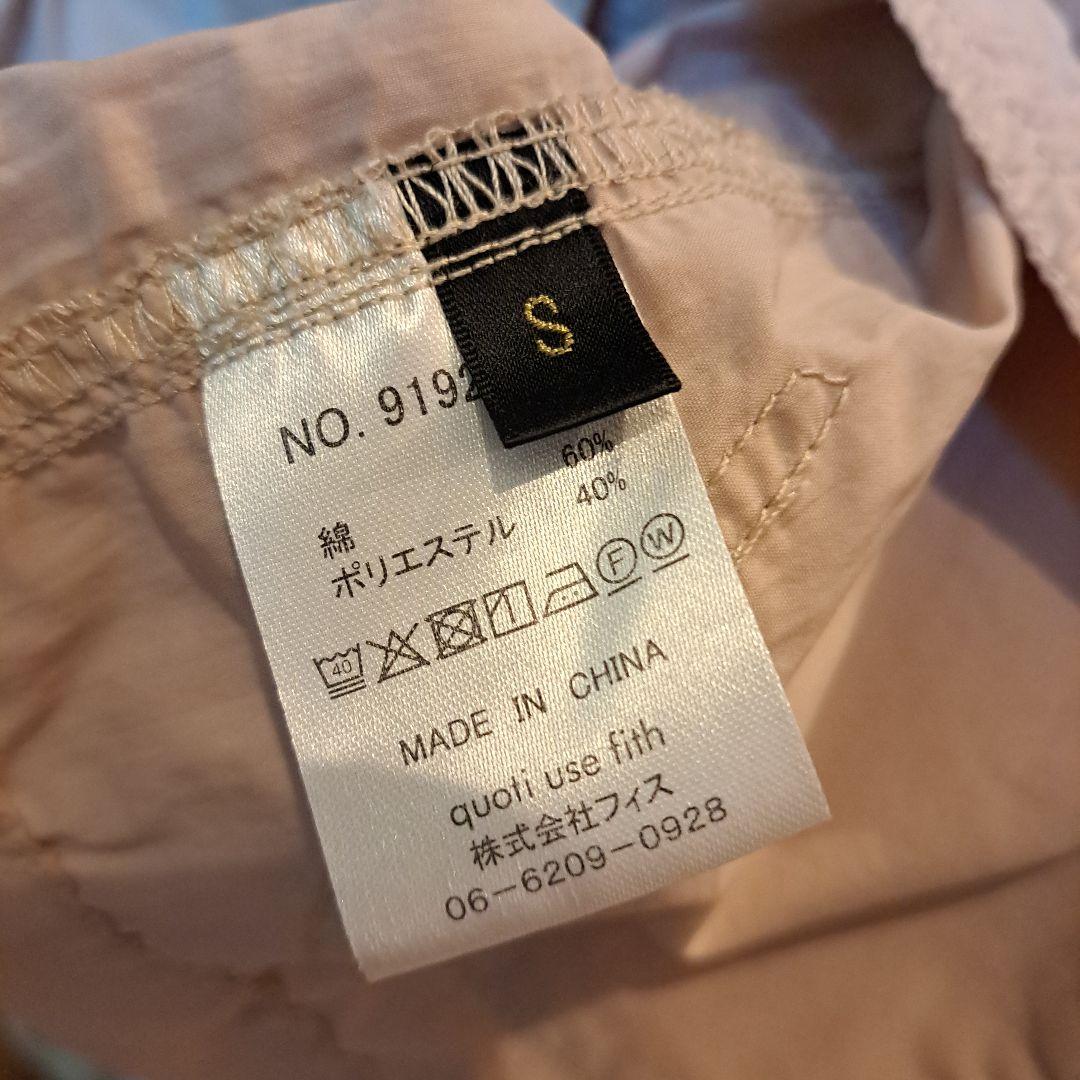 S
NO. 9192
綿 60%
ポリエステル 40%
40
F W
MADE IN CHINA
quoti use fith
株式会社フィス
06-6209-0928